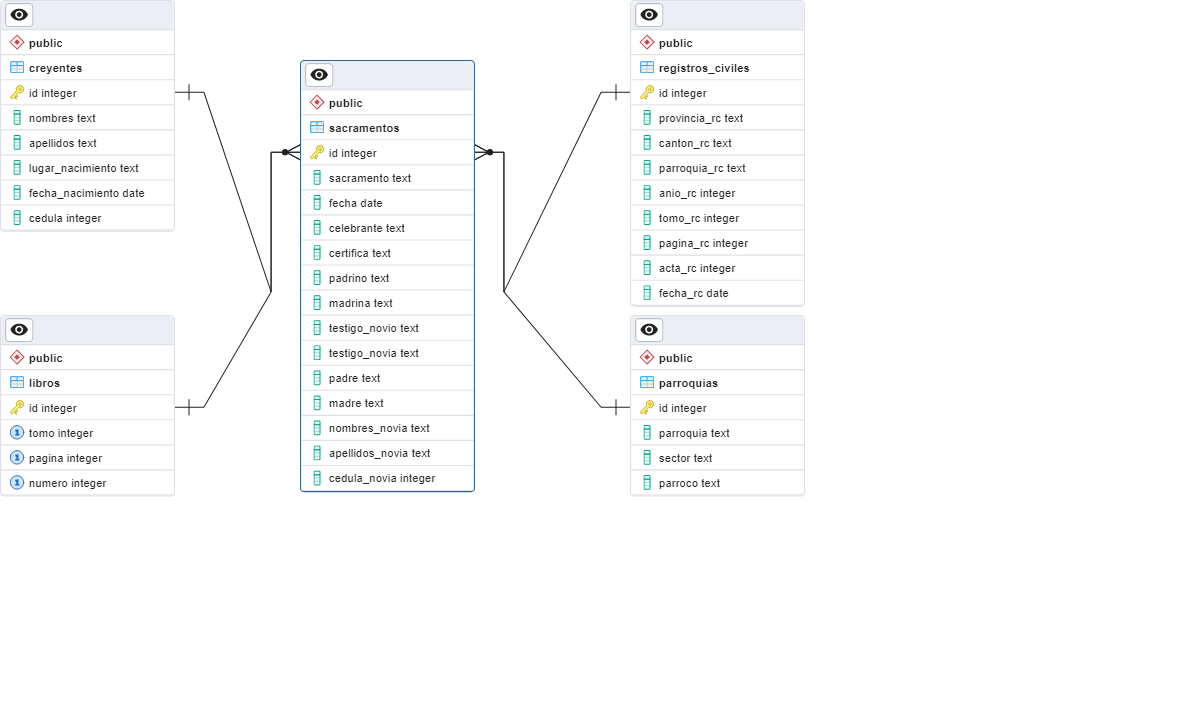 public
creyentes
id integer
nombres text
apellidos text
lugar_nacimiento text
fecha_nacimiento date
cedula integer
public
libros
id integer
tomo integer
pagina integer
numero integer
public
sacramentos
id integer
sacramento text
fecha date
celebrante text
certifica text
padrino text
madrina text
testigo_novio text
testigo_novia text
padre text
madre text
nombres_novia text
apellidos_novia text
cedula_novia integer
public
registros_civiles
id integer
provincia_rc text
canton_rc text
parroquia_rc text
anio_rc integer
tomo_rc integer
pagina_rc integer
acta_rc integer
fecha_rc date
public
parroquias
id integer
parroquia text
sector text
parroco text